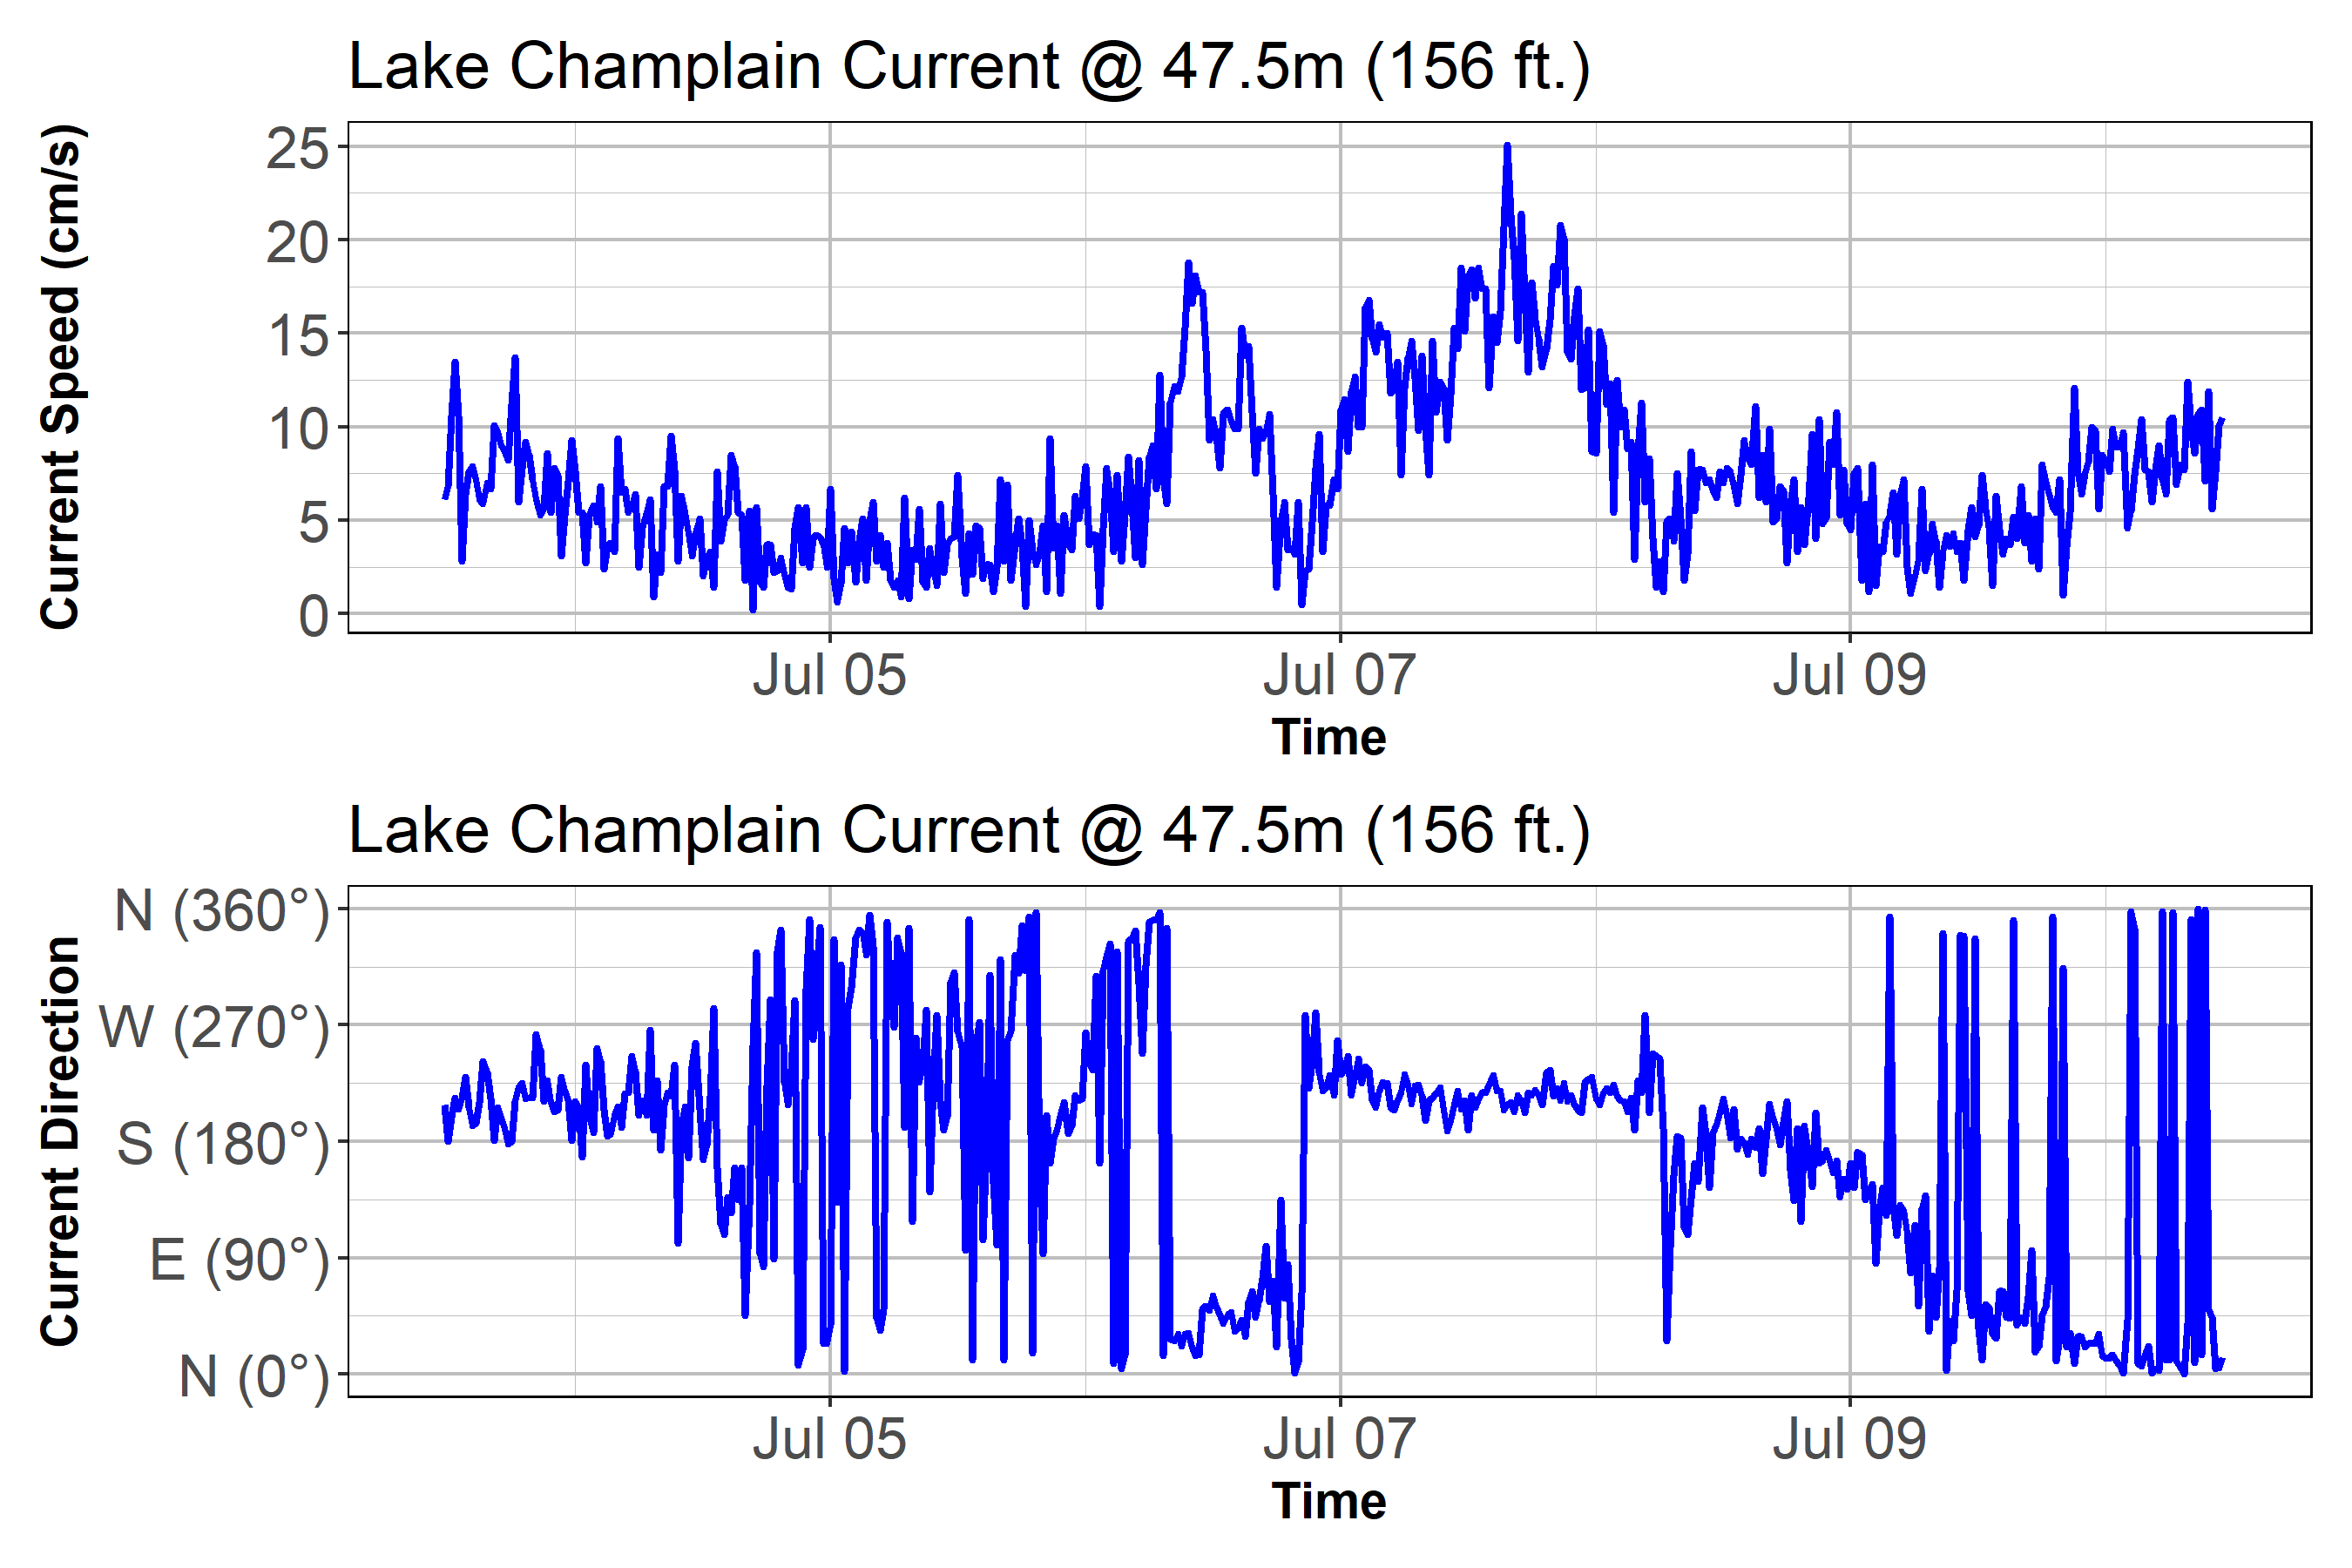 Lake Champlain Current @ 47.5m (156 ft.)
Current Speed (cm/s)
25
20
15
10
5
0
Jul 05 Jul 07 Jul 09
Time
Lake Champlain Current @ 47.5m (156 ft.)
Current Direction
N (360°)
W (270°)
S (180°)
E (90°)
N (0°)
Jul 05 Jul 07 Jul 09
Time